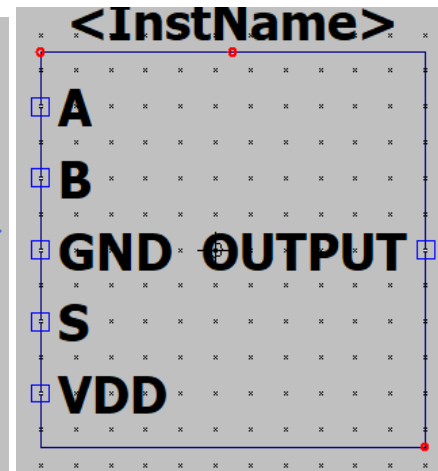 <InstName>
A
B
GND OUTPUT
S
VDD